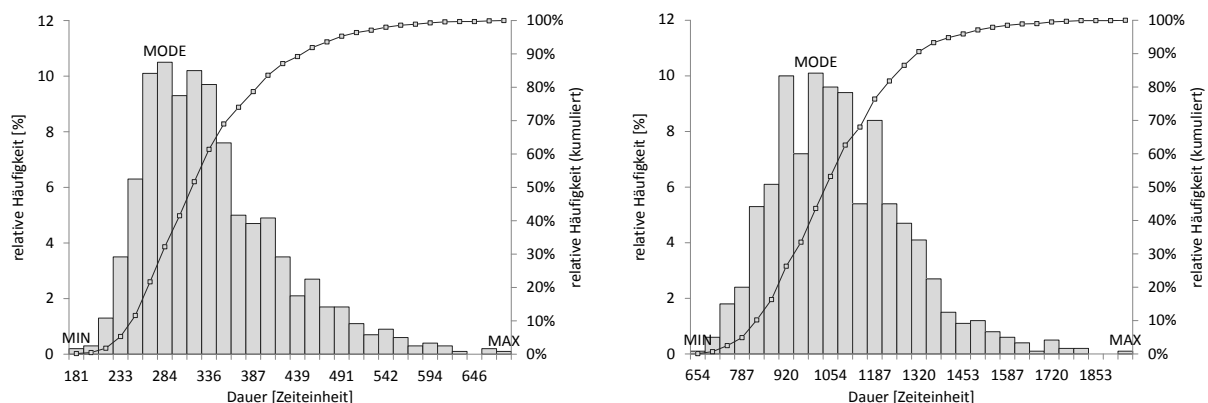 12
10
8
6
4
2
0
relative Häufigkeit [%]
MODE
MIN
MAX
100%
90%
80%
70%
60%
50%
40%
30%
20%
10%
0%
relative Häufigkeit (kumuliert)
181 233 284 336 387 439 491 542 594 646
Dauer [Zeiteinheit]
12
10
8
6
4
2
0
relative Häufigkeit [%]
MODE
MIN
MAX
100%
90%
80%
70%
60%
50%
40%
30%
20%
10%
0%
relative Häufigkeit (kumuliert)
654 787 920 1054 1187 1320 1453 1587 1720 1853
Dauer [Zeiteinheit]